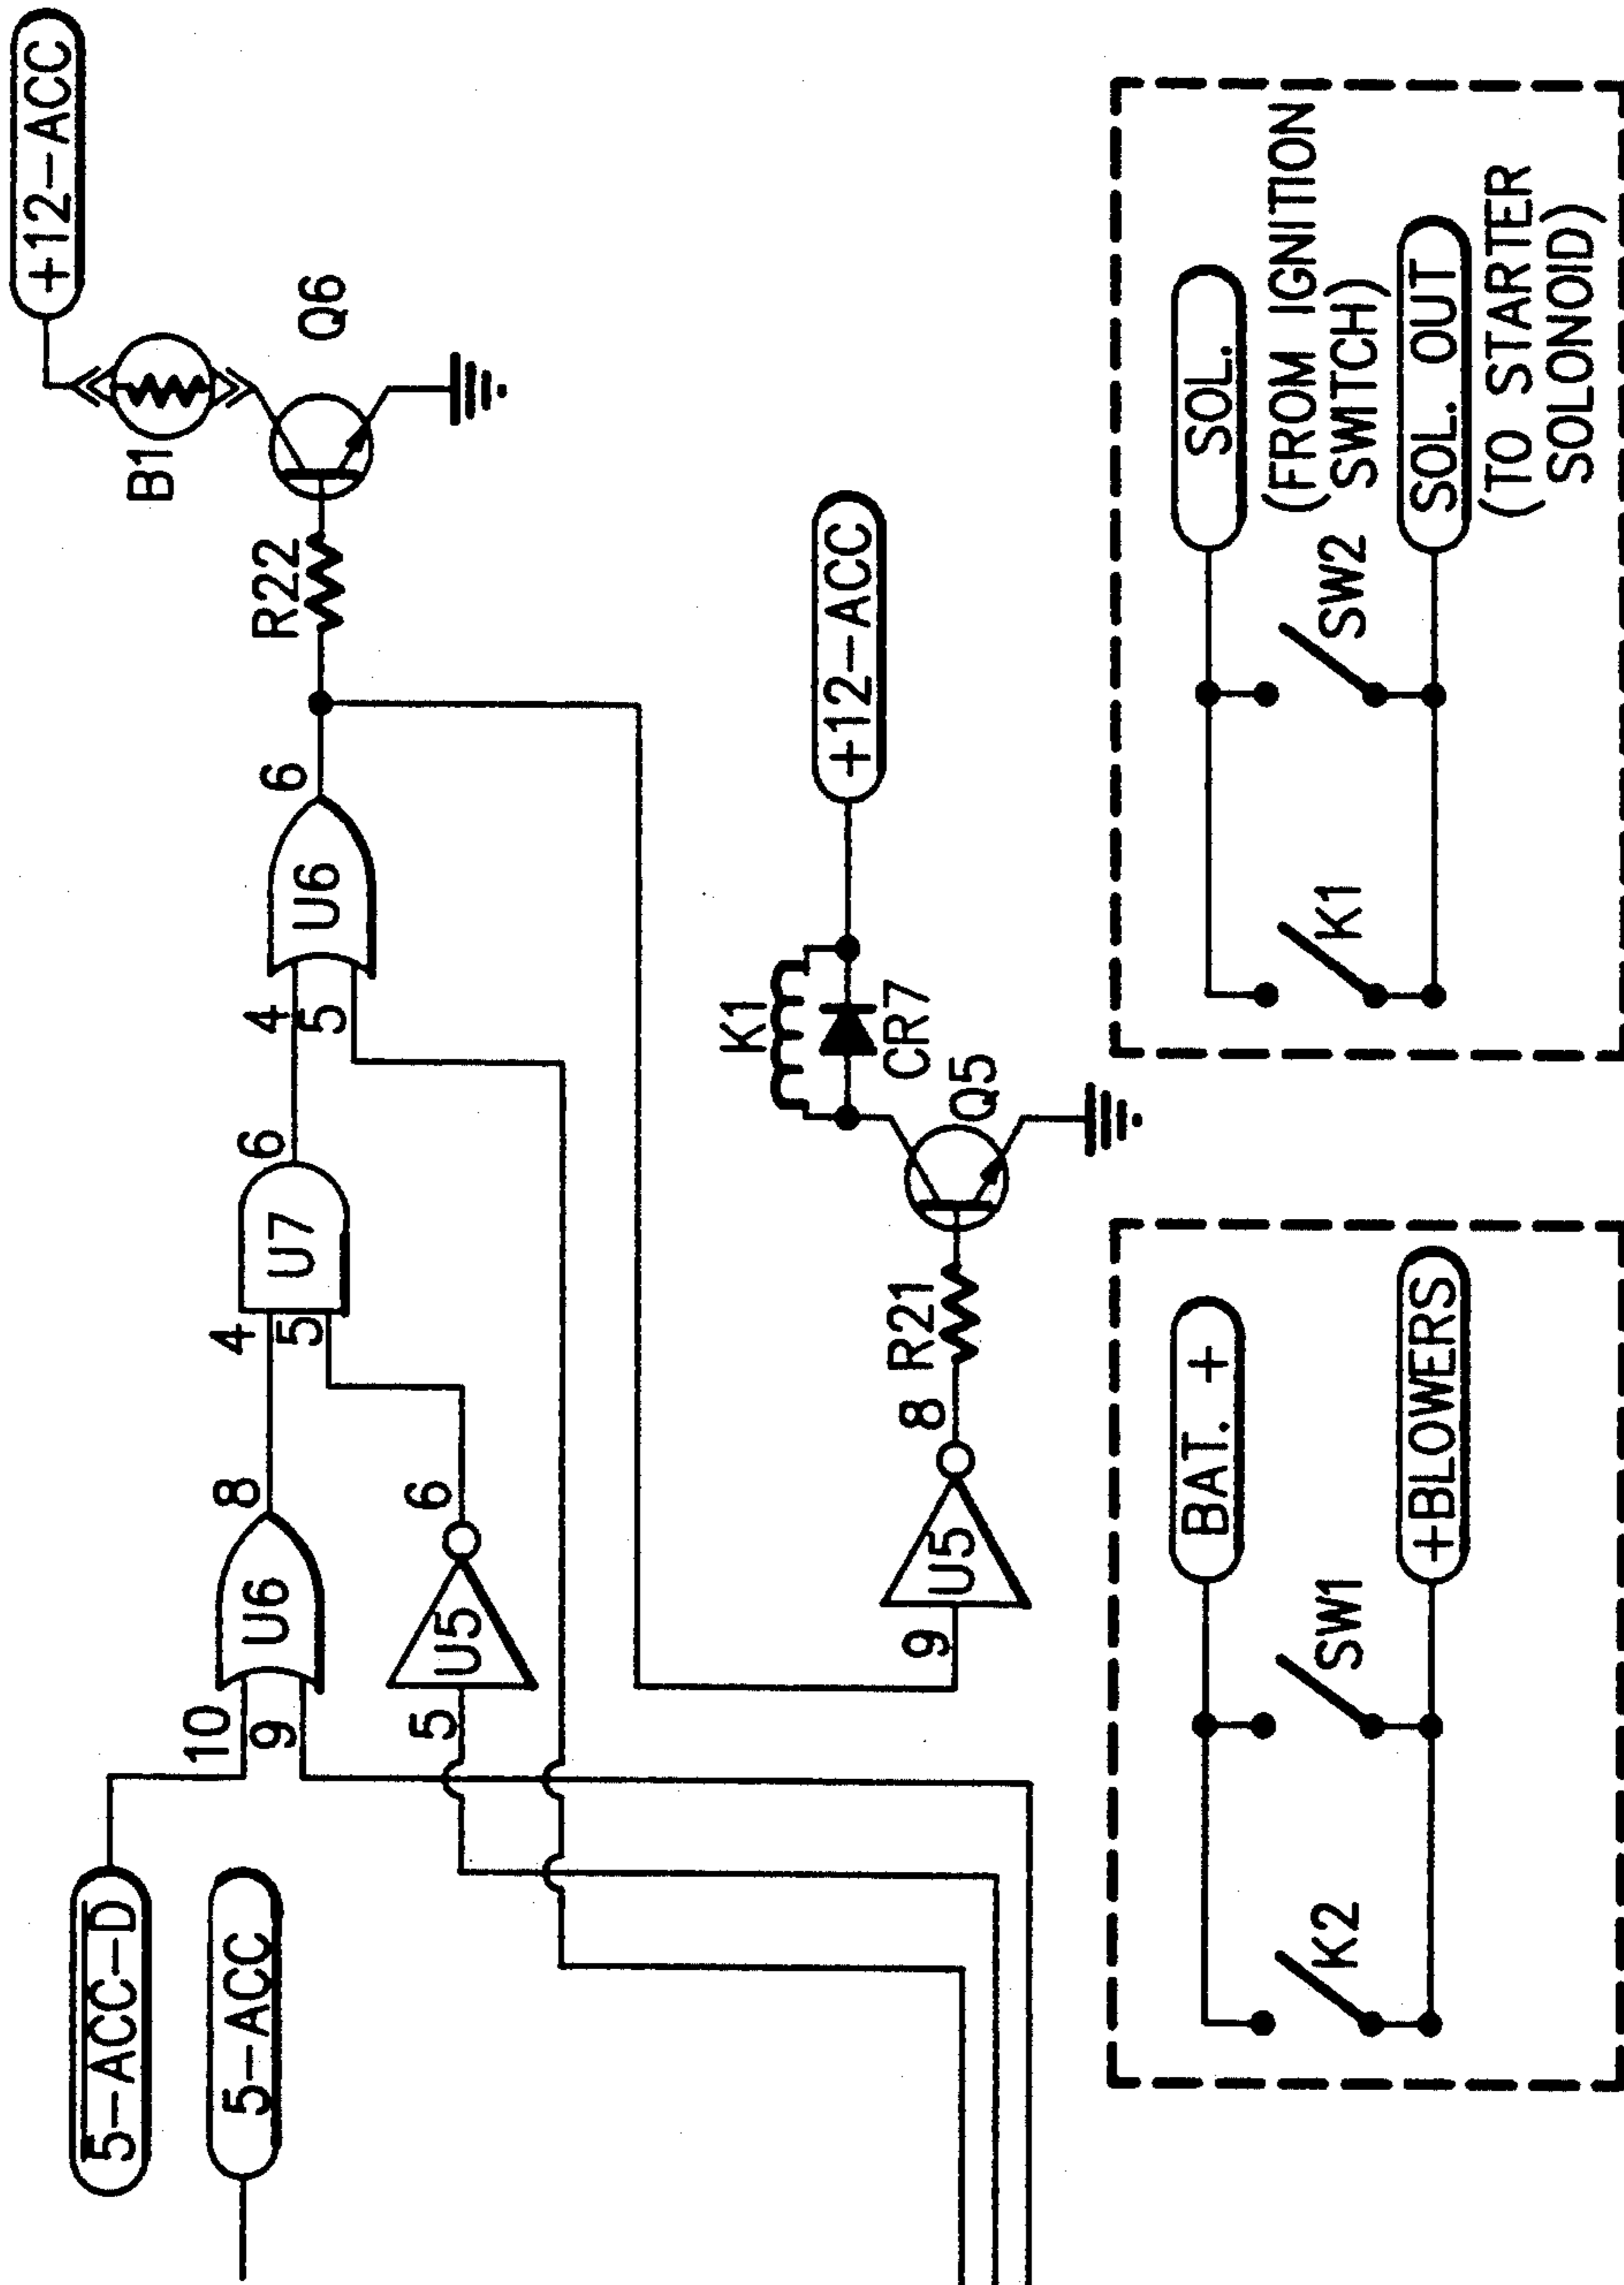 5-ACC-D
5-ACC
10
9
U6
8
5
U5
6
4
5
U7
6
4
5
U6
6
R22
B1
Q6
+12-ACC
9
U5
8
R21
Q5
K1
CR7
+12-ACC
K2
SW1
BAT. +
+BLOWERS
K1
SW2
SOL.
(FROM IGNITION
SWITCH)
SOL. OUT
(TO STARTER
SOLONOID)